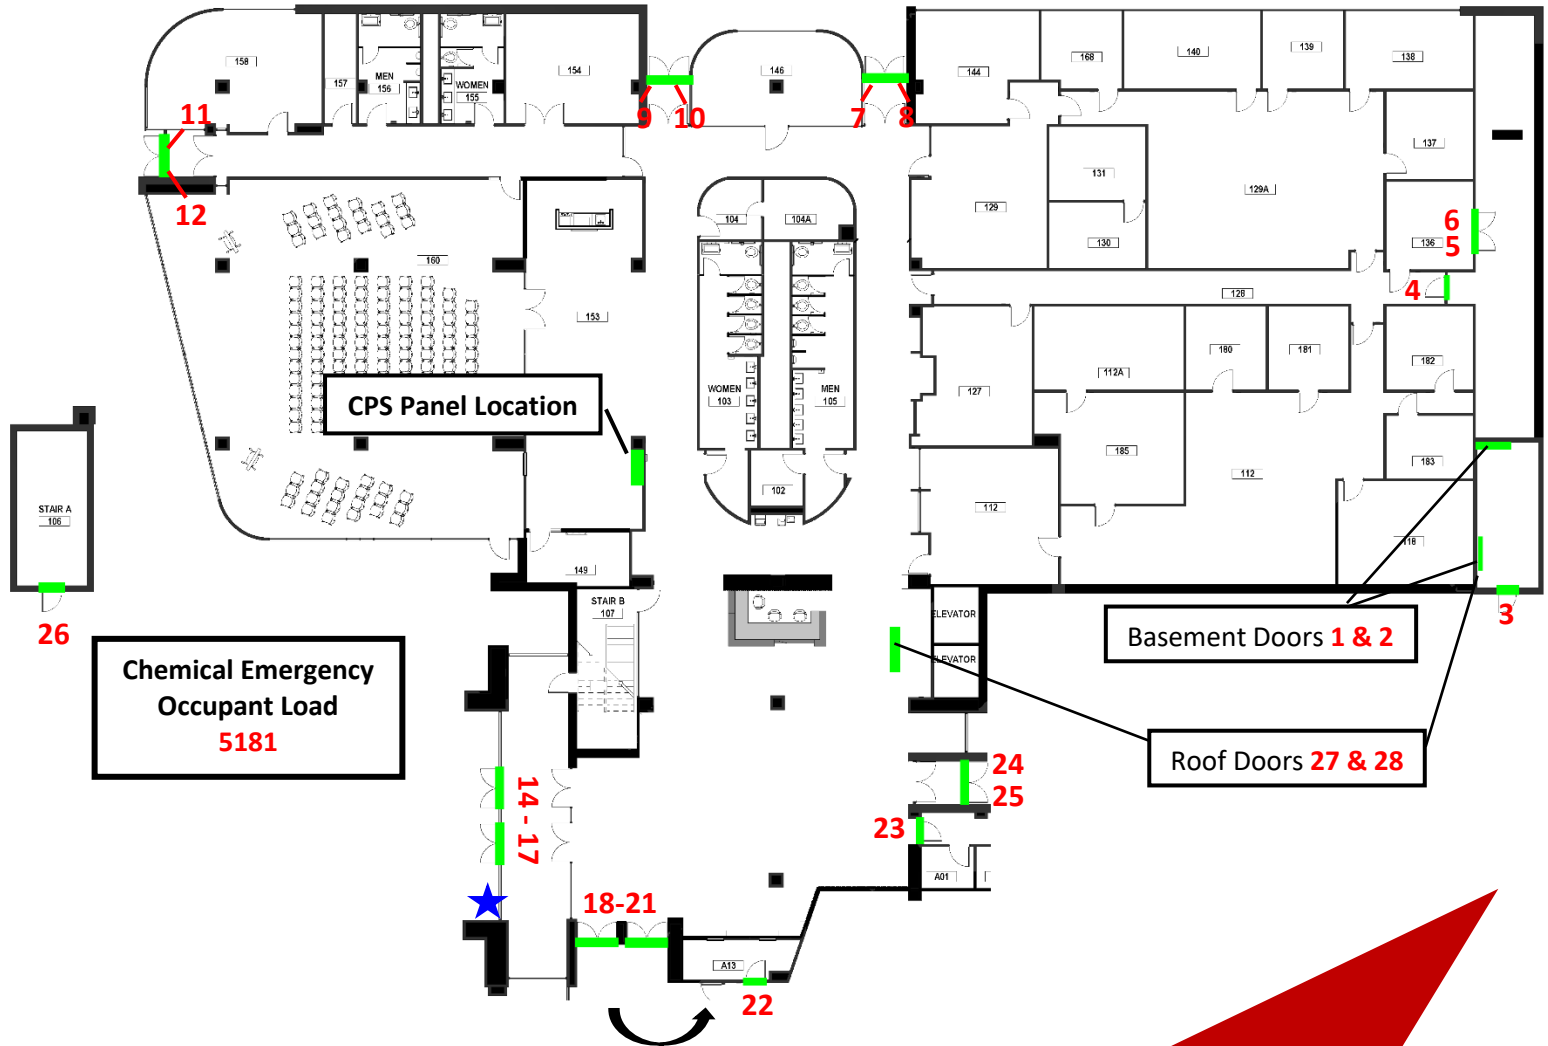 158
157
MEN
156
WOMEN
155
154
146
144
168
140
139
138
11
9
10
7
8
12
137
131
129A
129
130
136
6
5
4
104
104A
160
153
128
180
181
182
112A
127
CPS Panel Location
WOMEN
103
MEN
105
185
183
112
102
112
118
STAIR A
106
149
STAIR B
107
26
3
ELEVATOR
ELEVATOR
Basement Doors 1 & 2
Chemical Emergency
Occupant Load
5181
Roof Doors 27 & 28
14 - 17
24
25
23
A01
18-21
A13
22